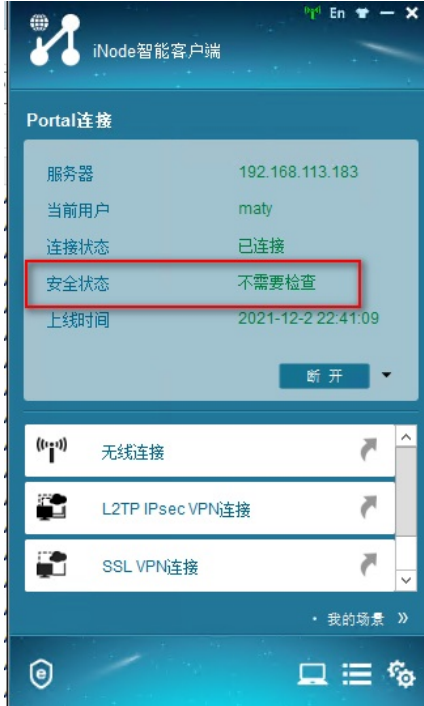 En
iNode智能客户端
Portal连接
服务器 192.168.113.183
当前用户 maty
连接状态 已连接
安全状态 不需要检查
上线时间 2021-12-2 22:41:09
断 开
无线连接
L2TP IPsec VPN连接
SSL VPN连接
· 我的场景 »
e